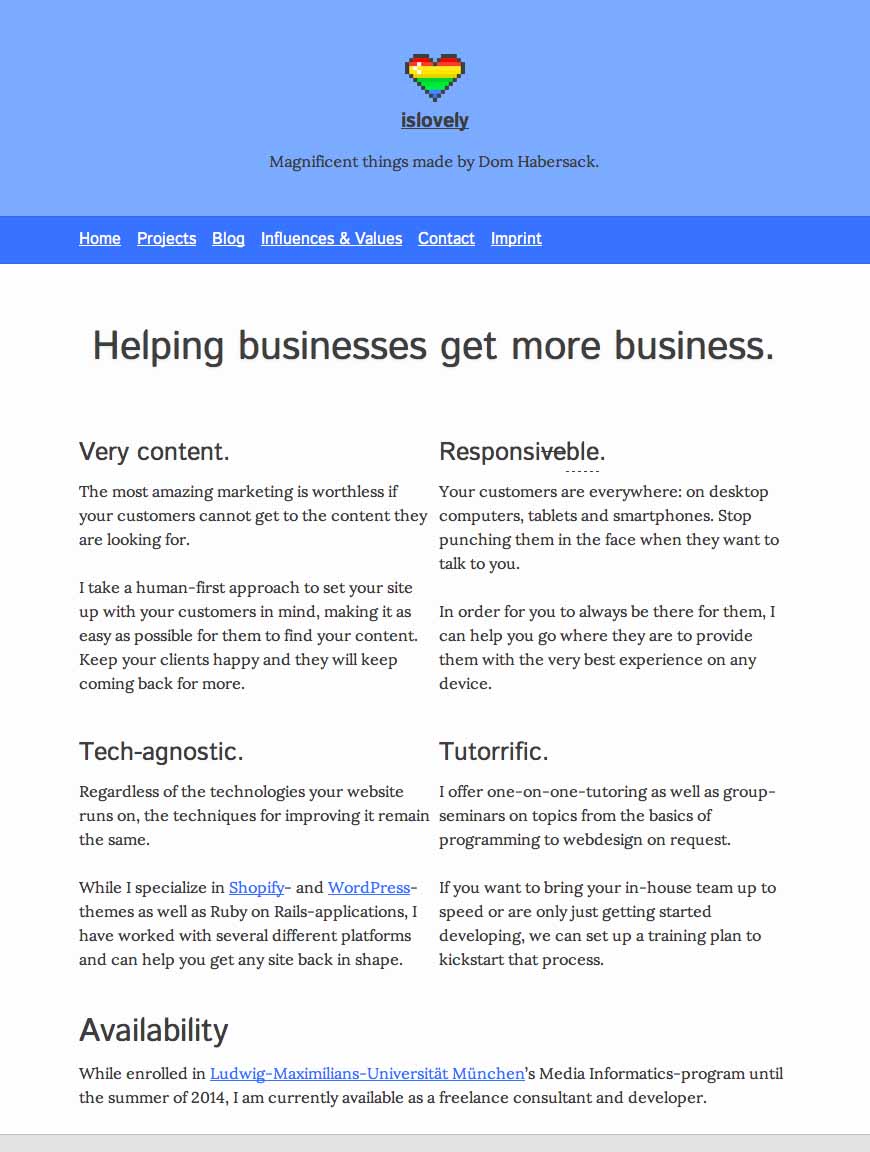 islovely
Magnificent things made by Dom Habersack.
Home Projects Blog Influences & Values Contact Imprint
Helping businesses get more business.
Very content.
The most amazing marketing is worthless if
your customers cannot get to the content they
are looking for.
I take a human-first approach to set your site
up with your customers in mind, making it as
easy as possible for them to find your content.
Keep your clients happy and they will keep
coming back for more.
Responsiveble.
Your customers are everywhere: on desktop
computers, tablets and smartphones. Stop
punching them in the face when they want to
talk to you.
In order for you to always be there for them, I
can help you go where they are to provide
them with the very best experience on any
device.
Tech-agnostic.
Regardless of the technologies your website
runs on, the techniques for improving it remain
the same.
While I specialize in Shopify- and WordPress-
themes as well as Ruby on Rails-applications, I
have worked with several different platforms
and can help you get any site back in shape.
Tutorrific.
I offer one-on-one-tutoring as well as group-
seminars on topics from the basics of
programming to webdesign on request.
If you want to bring your in-house team up to
speed or are only just getting started
developing, we can set up a training plan to
kickstart that process.
Availability
While enrolled in Ludwig-Maximilians-Universität München's Media Informatics-program until
the summer of 2014, I am currently available as a freelance consultant and developer.